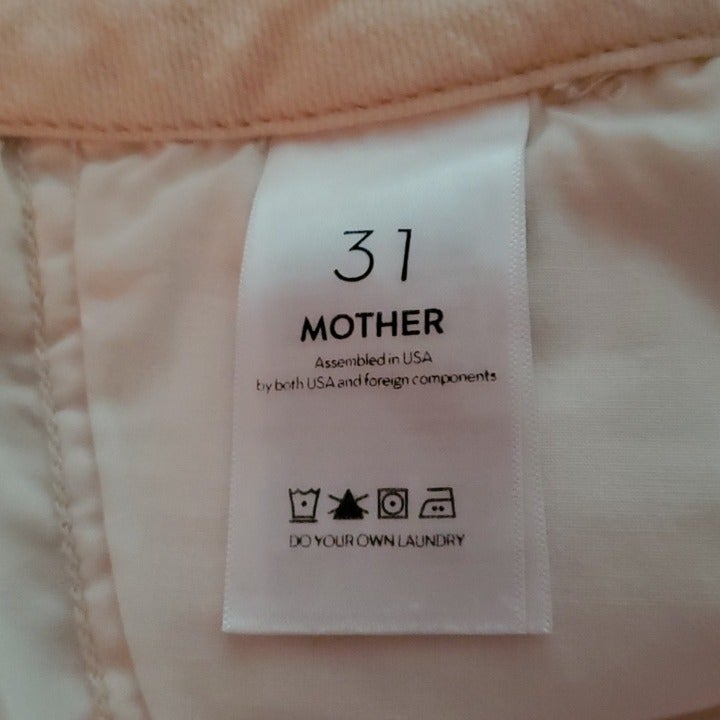 31
MOTHER
Assembled in USA
by both USA and foreign components
DO YOUR OWN LAUNDRY